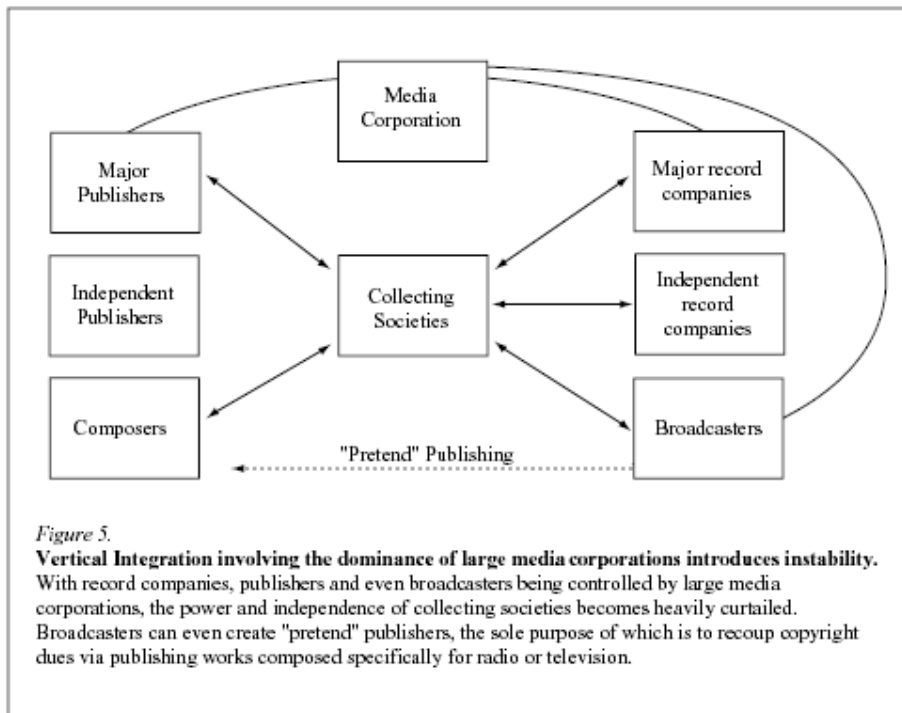 Media
Corporation
Major
Publishers
Major record
companies
Independent
Publishers
Collecting
Societies
Independent
record
companies
Composers
Broadcasters
"Pretend" Publishing
Figure 5.
Vertical Integration involving the dominance of large media corporations introduces instability.
With record companies, publishers and even broadcasters being controlled by large media
corporations, the power and independence of collecting societies becomes heavily curtailed.
Broadcasters can even create "pretend" publishers, the sole purpose of which is to recoup copyright
dues via publishing works composed specifically for radio or television.